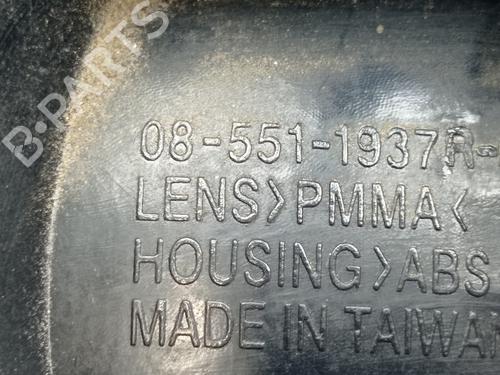 B-PARTS
08-551-1937R-
LENS>PMMA<
HOUSING>ABS
MADE IN TAIWAN